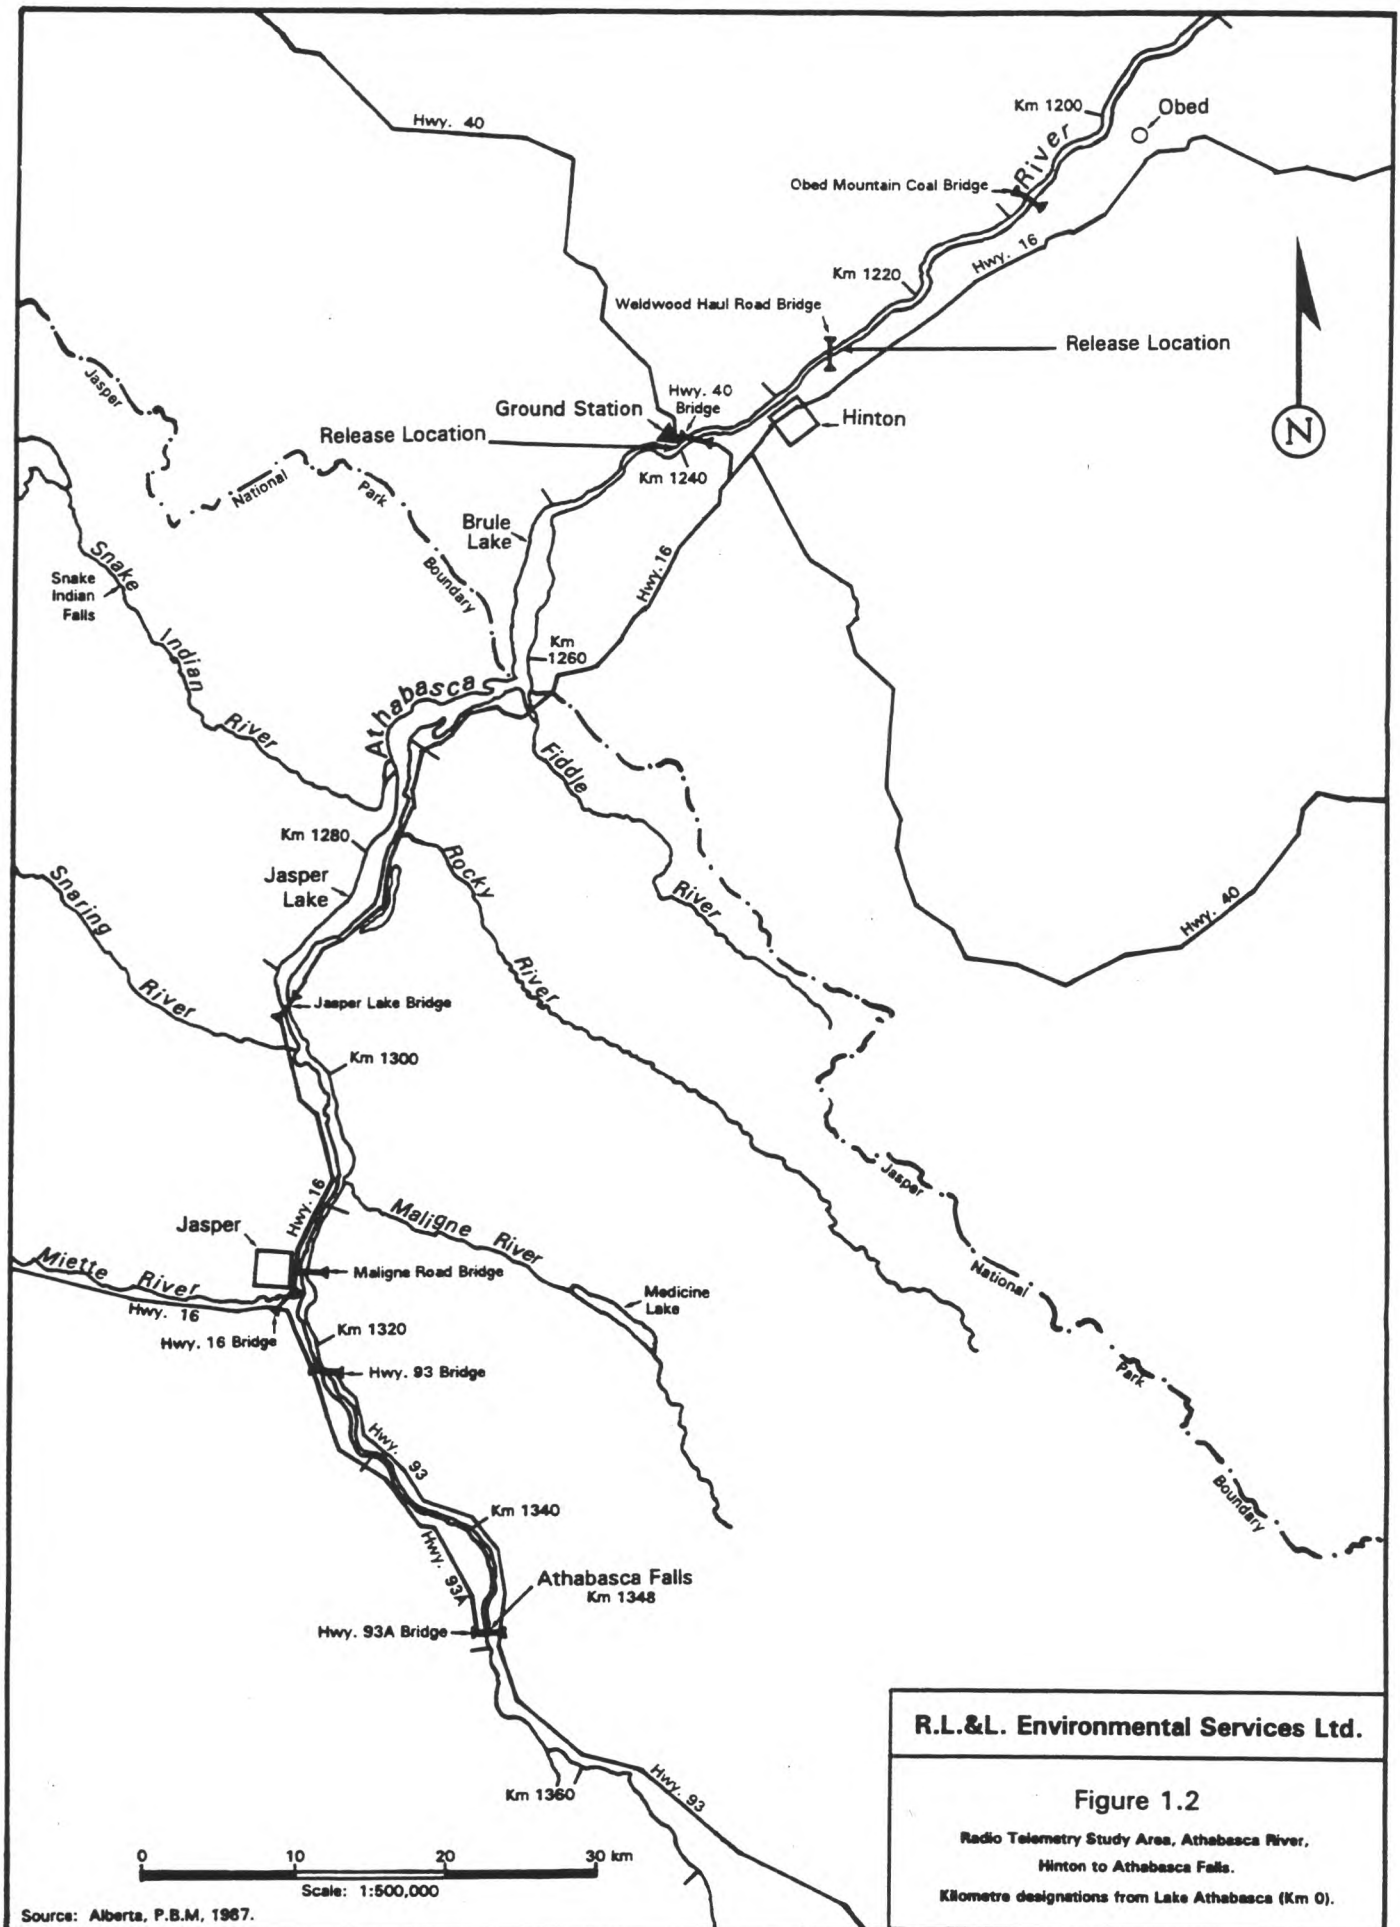 Hwy. 40
Km 1200
Obed
River
Obed Mountain Coal Bridge
Hwy. 16
Km 1220
Weldwood Haul Road Bridge
Release Location
Jasper
Hwy. 40
Bridge
Ground Station
Hinton
Release Location
N
Km 1240
National
Park
Brule
Lake
Boundary
Hwy. 16
Snake
Snake
Indian
Falls
Indian
Km
1260
River
Athabasca
Fiddle
Km 1280
Rocky
Jasper
Lake
River
Snaring
Hwy. 40
River
River
Jasper Lake Bridge
Km 1300
Jasper
Hwy. 16
Maligne River
Jasper
Miette River
Maligne Road Bridge
National
Medicine
Lake
Hwy. 16
Hwy. 16 Bridge
Km 1320
Hwy. 93 Bridge
Park
Hwy. 93
Boundary
Km 1340
Hwy. 93A
Athabasca Falls
Km 1348
Hwy. 93A Bridge
R.L.&L. Environmental Services Ltd.
Km 1360
Hwy. 93
Figure 1.2
Radio Telemetry Study Area, Athabasca River,
Hinton to Athabasca Falls.
Kilometre designations from Lake Athabasca (Km 0).
0 10 20 30 km
Scale: 1:500,000
Source: Alberta, P.B.M, 1987.